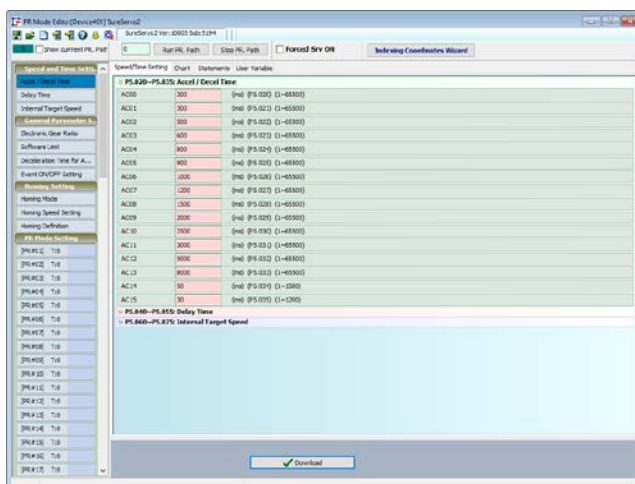 PR Mode Editor [Device#01] SureServo2
SureServo2 Ver: 10003 Sub: 5194
Show current PR. Path
0
Run PR. Path
Stop PR. Path
Forced Srv ON
Indexing Coordinates Wizard
Speed and Time Setti...
Accel / Decel Time
Delay Time
Internal Target Speed
General Parameter S...
Electronic Gear Ratio
Software Limit
Deceleration Time for A...
Event ON/OFF Setting
Homing Setting
Homing Mode
Homing Speed Setting
Homing Definition
PR Mode Setting
[PR#01] T:0
[PR#02] T:0
[PR#03] T:0
[PR#04] T:0
[PR#05] T:0
[PR#06] T:0
[PR#07] T:0
[PR#08] T:0
[PR#09] T:0
[PR#10] T:0
[PR#11] T:0
[PR#12] T:0
[PR#13] T:0
[PR#14] T:0
[PR#15] T:0
[PR#16] T:0
[PR#17] T:0
Speed/Time Setting Chart Statements User Variable
P5.020~P5.035: Accel / Decel Time
AC00 200 (ms) (P5.020) (1~65500)
AC01 300 (ms) (P5.021) (1~65500)
AC02 500 (ms) (P5.022) (1~65500)
AC03 600 (ms) (P5.023) (1~65500)
AC04 800 (ms) (P5.024) (1~65500)
AC05 900 (ms) (P5.025) (1~65500)
AC06 1000 (ms) (P5.026) (1~65500)
AC07 1200 (ms) (P5.027) (1~65500)
AC08 1500 (ms) (P5.028) (1~65500)
AC09 2000 (ms) (P5.029) (1~65500)
AC10 2500 (ms) (P5.030) (1~65500)
AC11 3000 (ms) (P5.031) (1~65500)
AC12 5000 (ms) (P5.032) (1~65500)
AC13 8000 (ms) (P5.033) (1~65500)
AC14 50 (ms) (P5.034) (1~1500)
AC15 30 (ms) (P5.035) (1~1200)
P5.040~P5.055: Delay Time
P5.060~P5.075: Internal Target Speed
Download